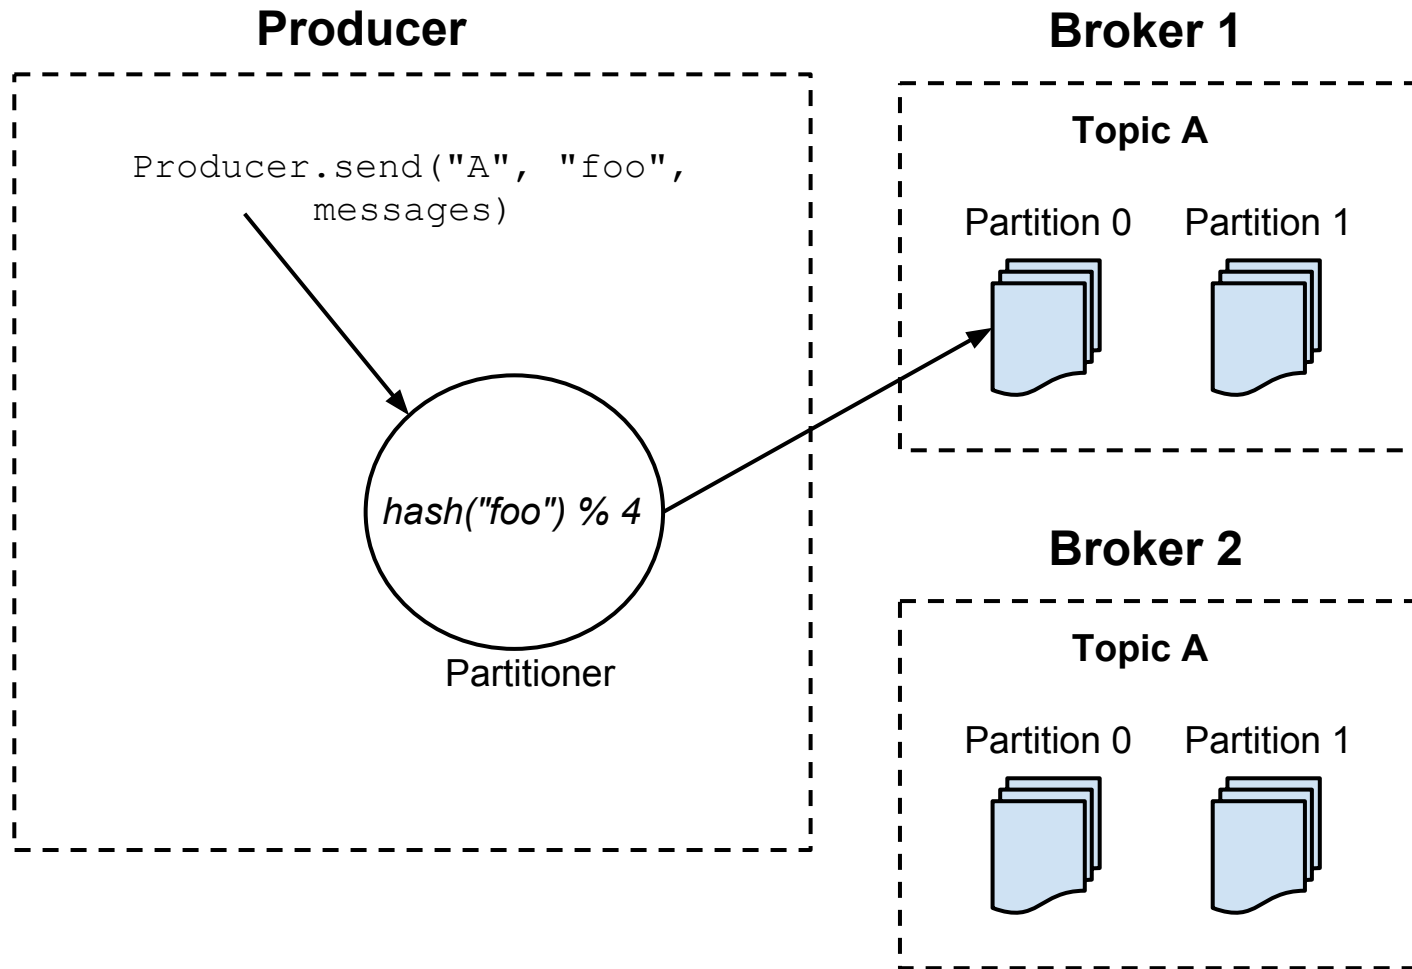 Producer
Producer.send("A", "foo",
messages)
hash("foo") % 4
Partitioner
Broker 1
Topic A
Partition 0 Partition 1
Broker 2
Topic A
Partition 0 Partition 1